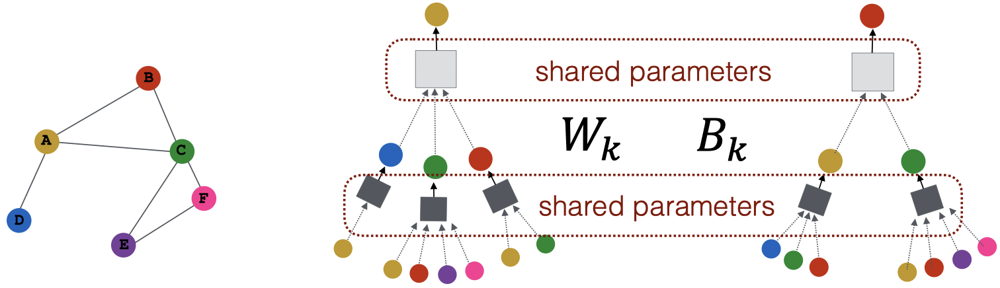 B
A
C
F
D
E
shared parameters
W_k B_k
shared parameters